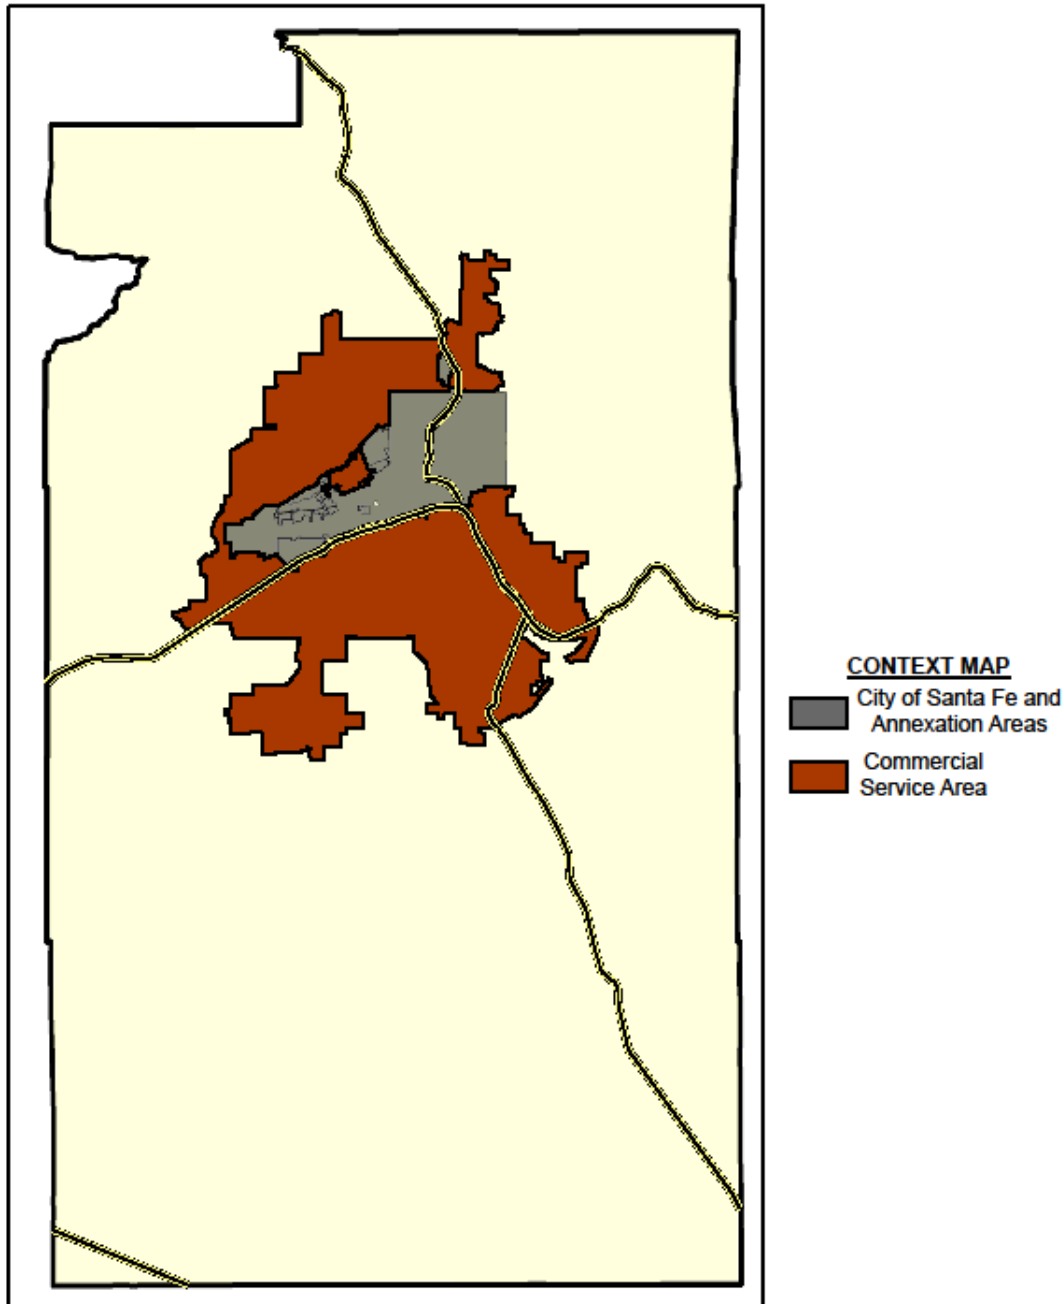 CONTEXT MAP
City of Santa Fe and
Annexation Areas
Commercial
Service Area